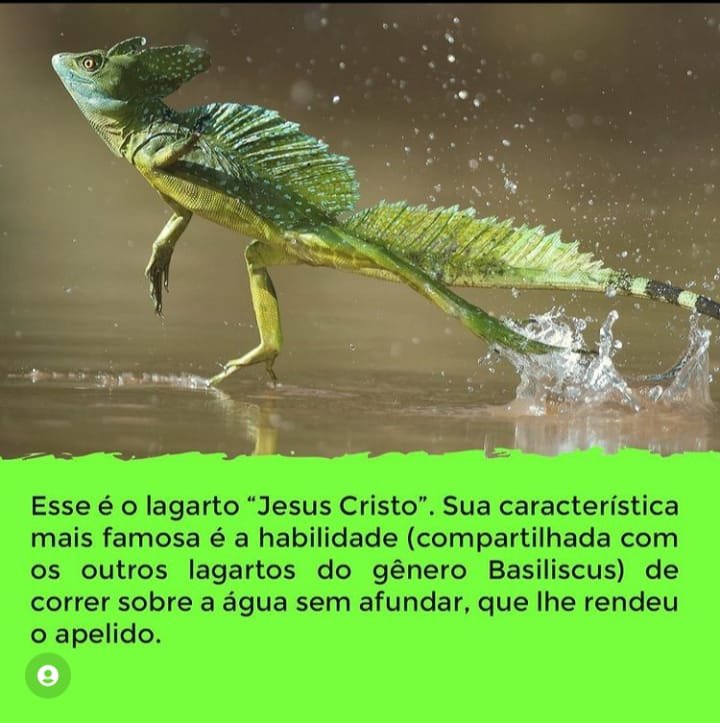 Esse é o lagarto “Jesus Cristo”. Sua característica
mais famosa é a habilidade (compartilhada com
os outros lagartos do gênero Basiliscus) de
correr sobre a água sem afundar, que lhe rendeu
o apelido.